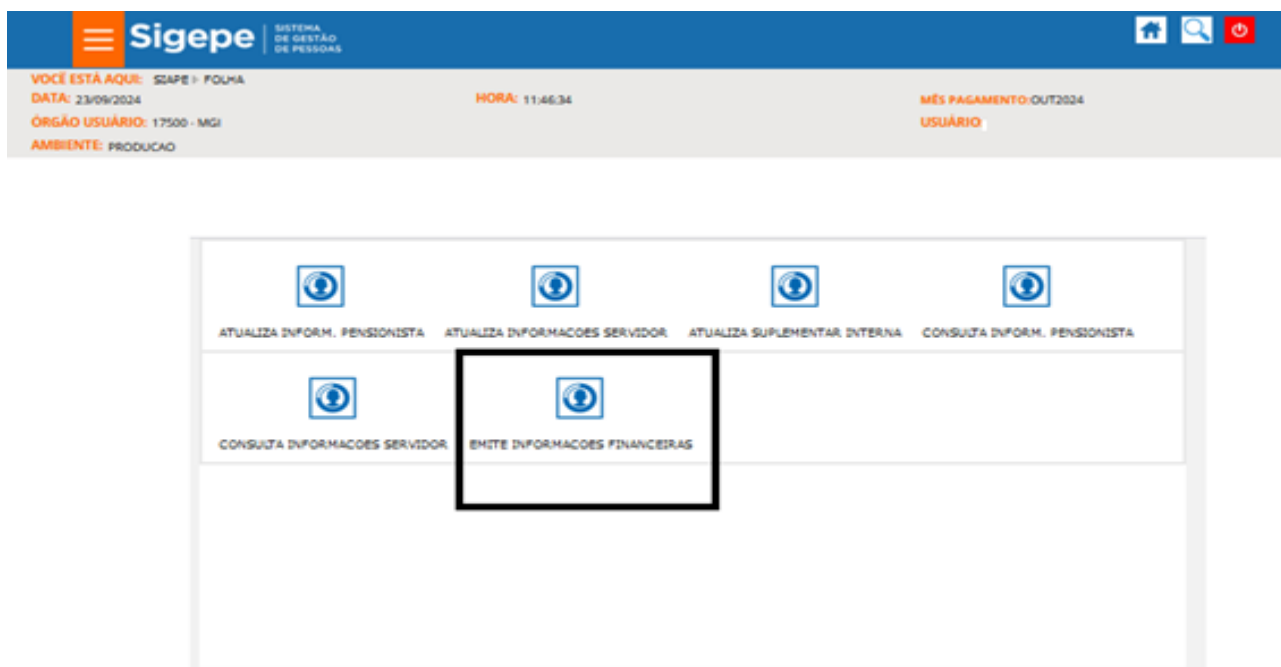 Sigepe
SISTEMA
DE GESTÃO
DE PESSOAS
VOCÊ ESTÁ AQUI: SIAPE ▹ FOLHA
DATA: 23/09/2024 HORA: 11:46:34 MÊS PAGAMENTO:OUT2024
ÓRGÃO USUÁRIO: 17500 - MGI USUÁRIO
AMBIENTE: PRODUCAO
ATUALIZA INFORM. PENSIONISTA ATUALIZA INFORMACOES SERVIDOR ATUALIZA SUPLEMENTAR INTERNA CONSULTA INFORM. PENSIONISTA
CONSULTA INFORMACOES SERVIDOR EMITE INFORMACOES FINANCEIRAS